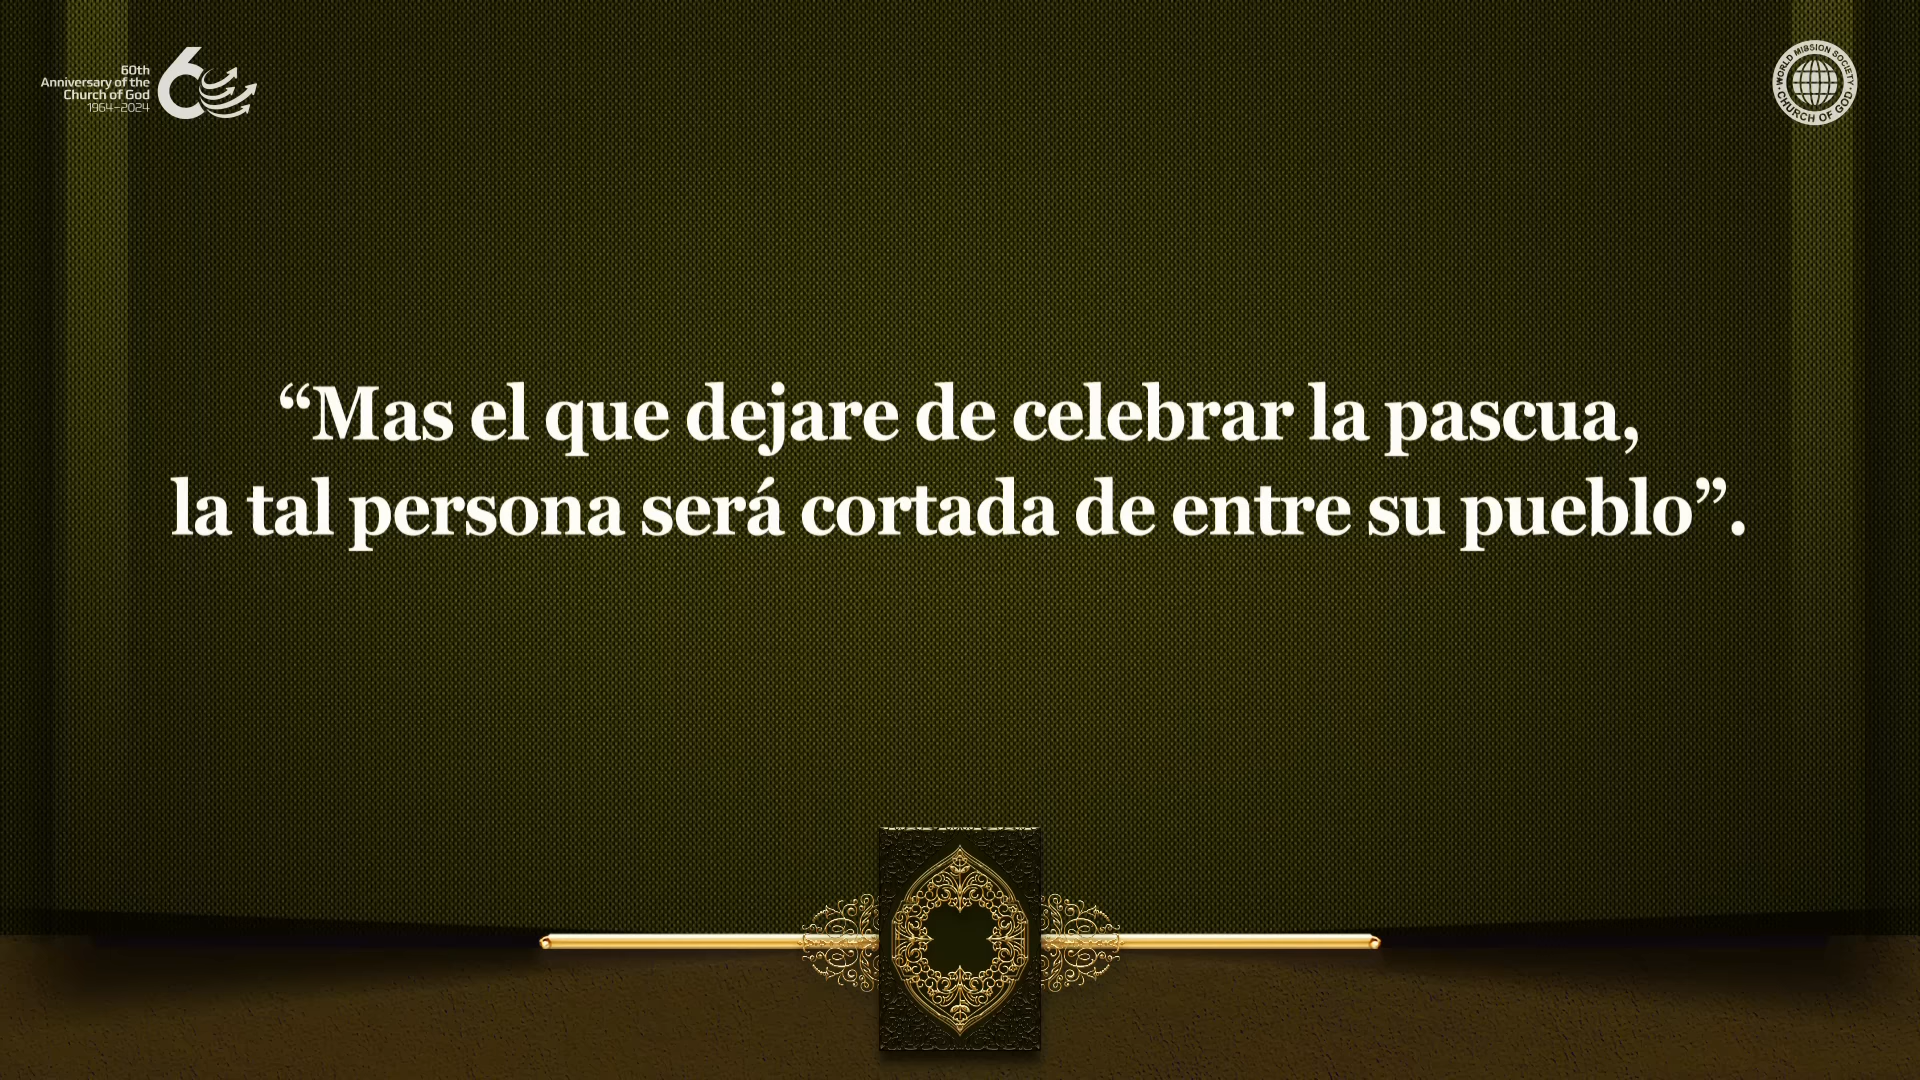 60th
Anniversary of the
Church of God
1964–2024
WORLD MISSION SOCIETY
CHURCH OF GOD
“Mas el que dejare de celebrar la pascua,
la tal persona será cortada de entre su pueblo”.